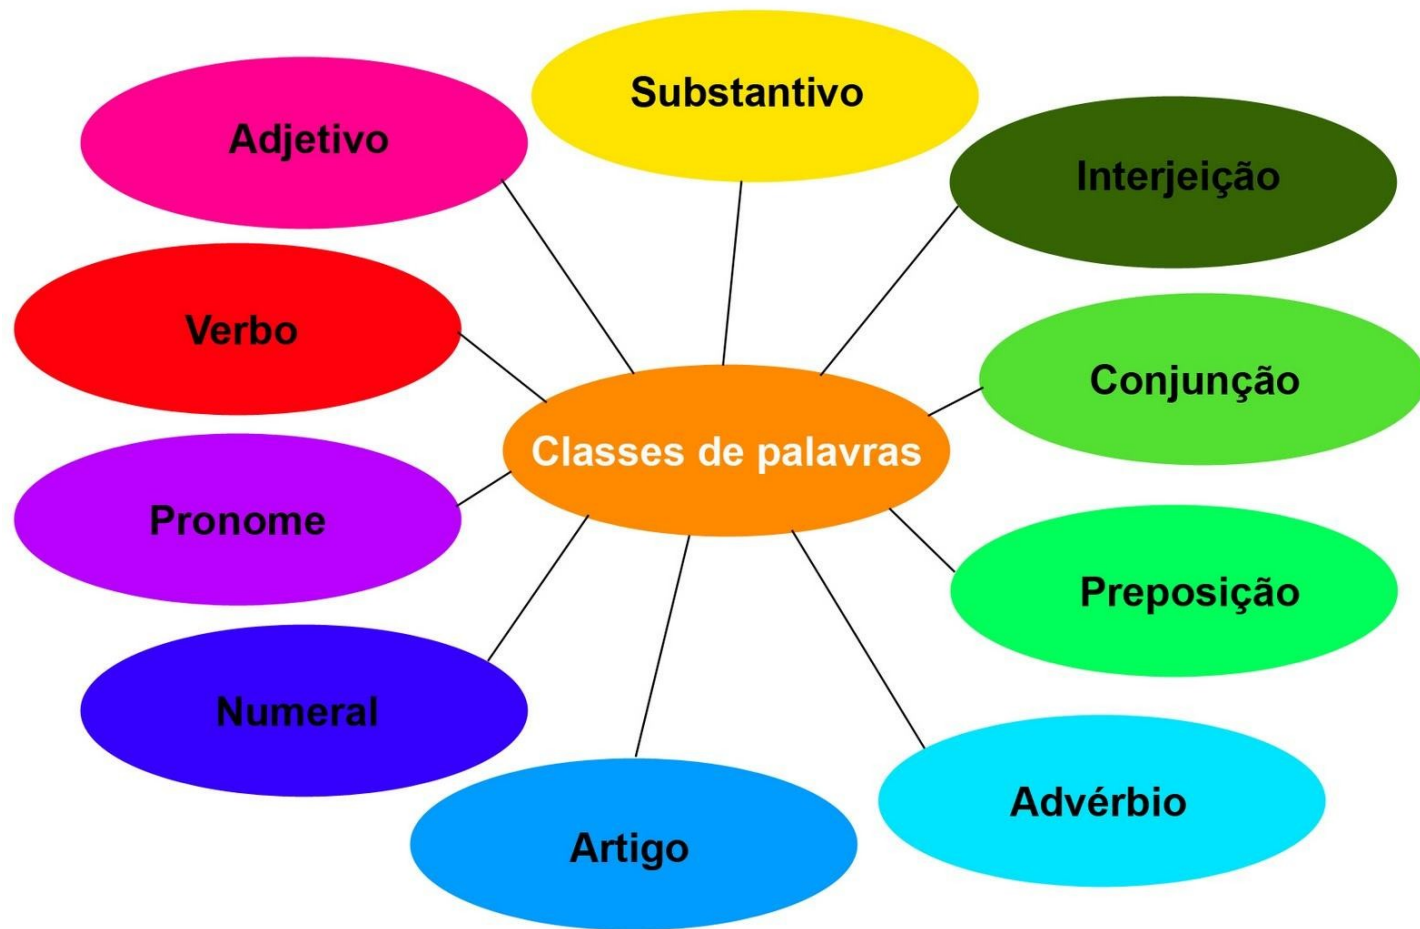 Substantivo
Adjetivo
Interjeição
Verbo
Conjunção
Classes de palavras
Pronome
Preposição
Numeral
Advérbio
Artigo